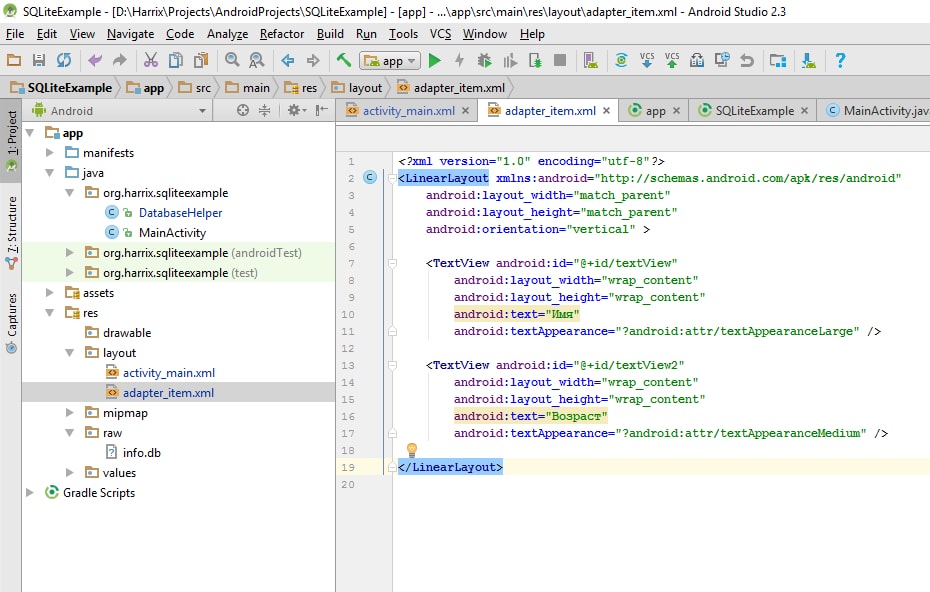 SQLiteExample - [D:\Harrix\Projects\AndroidProjects\SQLiteExample] - [app] - ...\app\src\main\res\layout\adapter_item.xml - Android Studio 2.3
File Edit View Navigate Code Analyze Refactor Build Run Tools VCS Window Help
app VCS VCS ?
SQLiteExample app src main res layout adapter_item.xml
Android activity_main.xml adapter_item.xml app SQLiteExample MainActivity.jav
1: Project
7: Structure
Captures
app
manifests
java
org.harrix.sqliteexample
DatabaseHelper
MainActivity
org.harrix.sqliteexample (androidTest)
org.harrix.sqliteexample (test)
assets
res
drawable
layout
activity_main.xml
adapter_item.xml
mipmap
raw
info.db
values
Gradle Scripts
1 <?xml version="1.0" encoding="utf-8"?>
2 <LinearLayout xmlns:android="http://schemas.android.com/apk/res/android"
3 android:layout_width="match_parent"
4 android:layout_height="match_parent"
5 android:orientation="vertical" >
6
7 <TextView android:id="@+id/textView"
8 android:layout_width="wrap_content"
9 android:layout_height="wrap_content"
10 android:text="Имя"
11 android:textAppearance="?android:attr/textAppearanceLarge" />
12
13 <TextView android:id="@+id/textView2"
14 android:layout_width="wrap_content"
15 android:layout_height="wrap_content"
16 android:text="Возраст"
17 android:textAppearance="?android:attr/textAppearanceMedium" />
18
19 </LinearLayout>
20